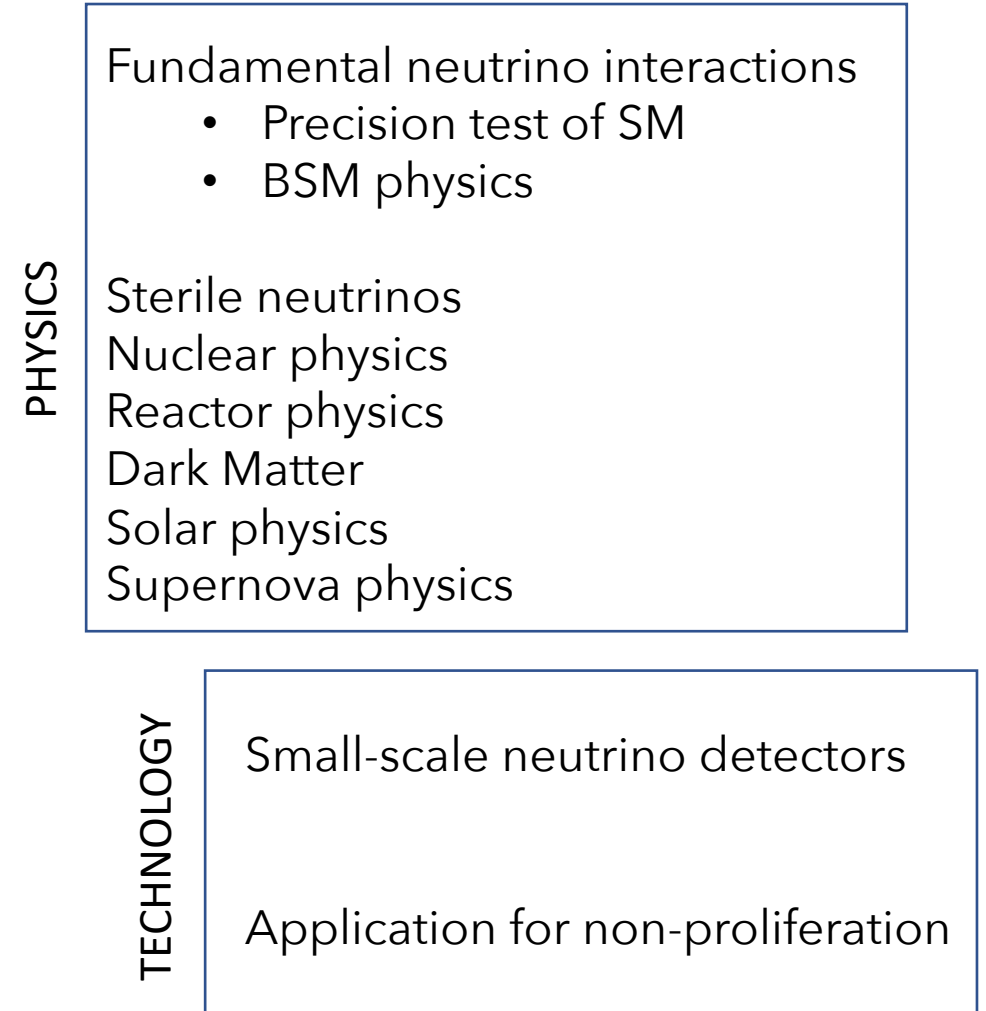 PHYSICS
Fundamental neutrino interactions
• Precision test of SM
• BSM physics
Sterile neutrinos
Nuclear physics
Reactor physics
Dark Matter
Solar physics
Supernova physics
TECHNOLOGY
Small-scale neutrino detectors
Application for non-proliferation